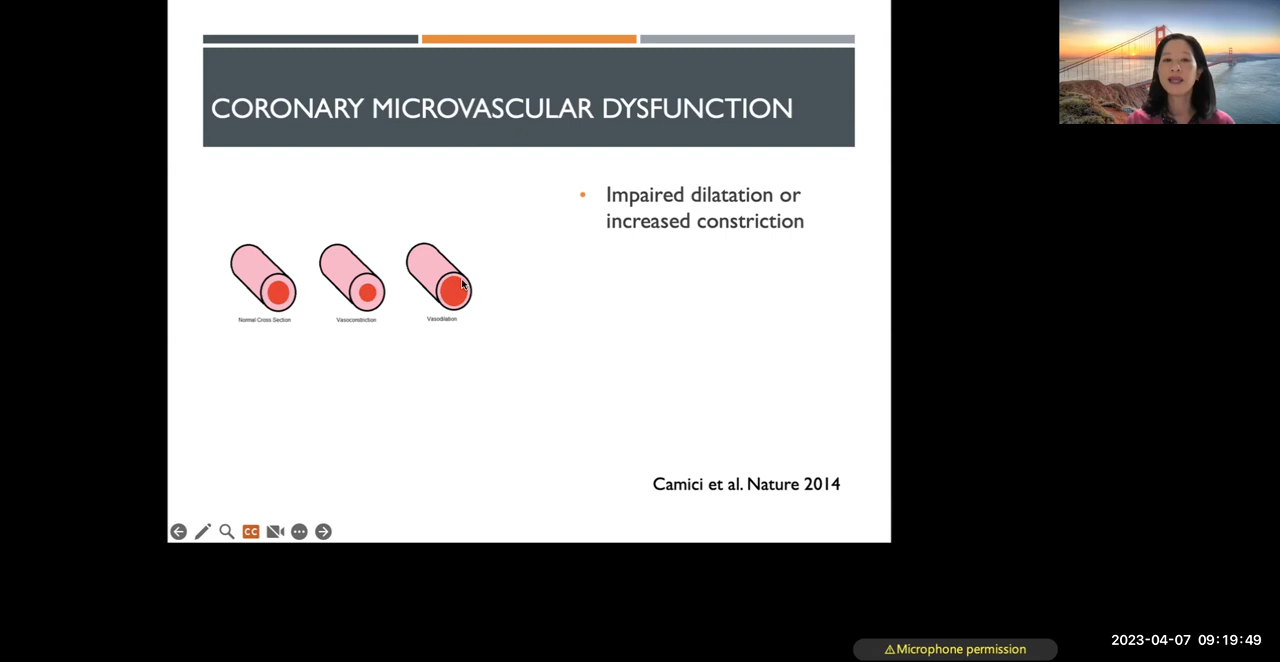 CORONARY MICROVASCULAR DYSFUNCTION
• Impaired dilatation or
increased constriction
Normal Cross Section
Vasoconstriction
Vasodilation
Camici et al. Nature 2014
CC
⚠Microphone permission
2023-04-07 09:19:49